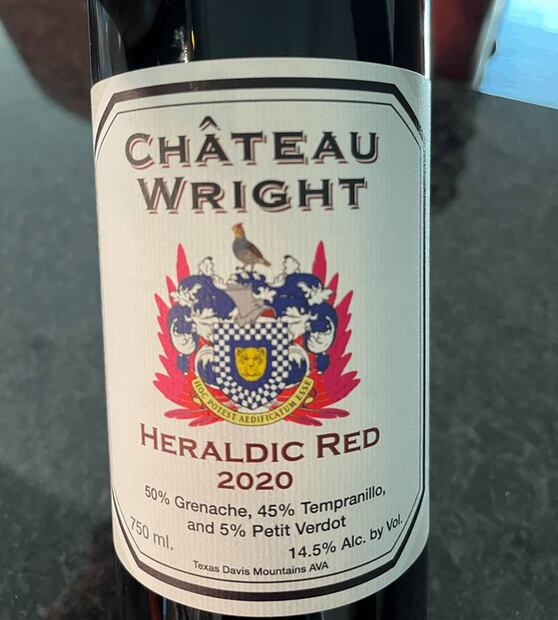 CHÂTEAU
WRIGHT
HOC POTEST AEDIFICATUM ESSE
HERALDIC RED
2020
50% Grenache, 45% Tempranillo,
and 5% Petit Verdot
750 ml.
14.5% Alc. by Vol.
Texas Davis Mountains AVA